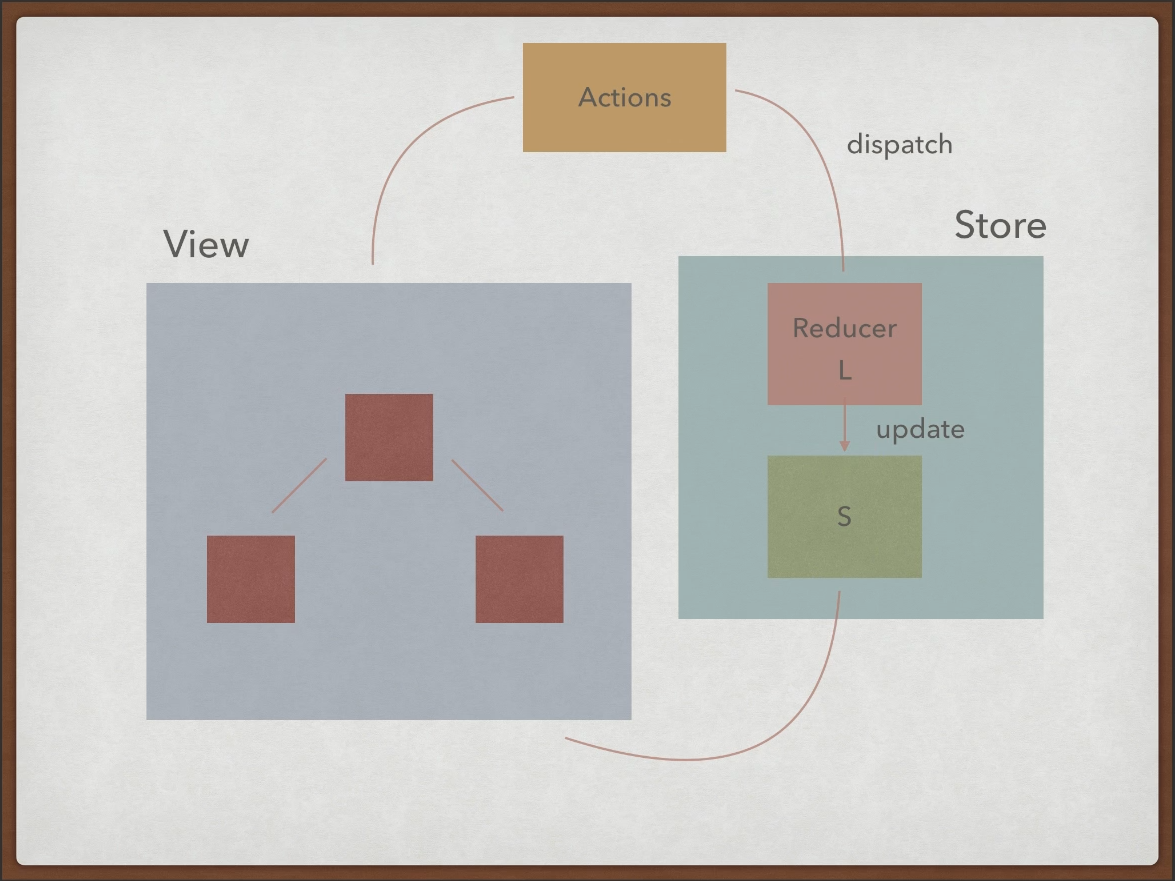 Actions
dispatch
View
Store
Reducer
L
update
S